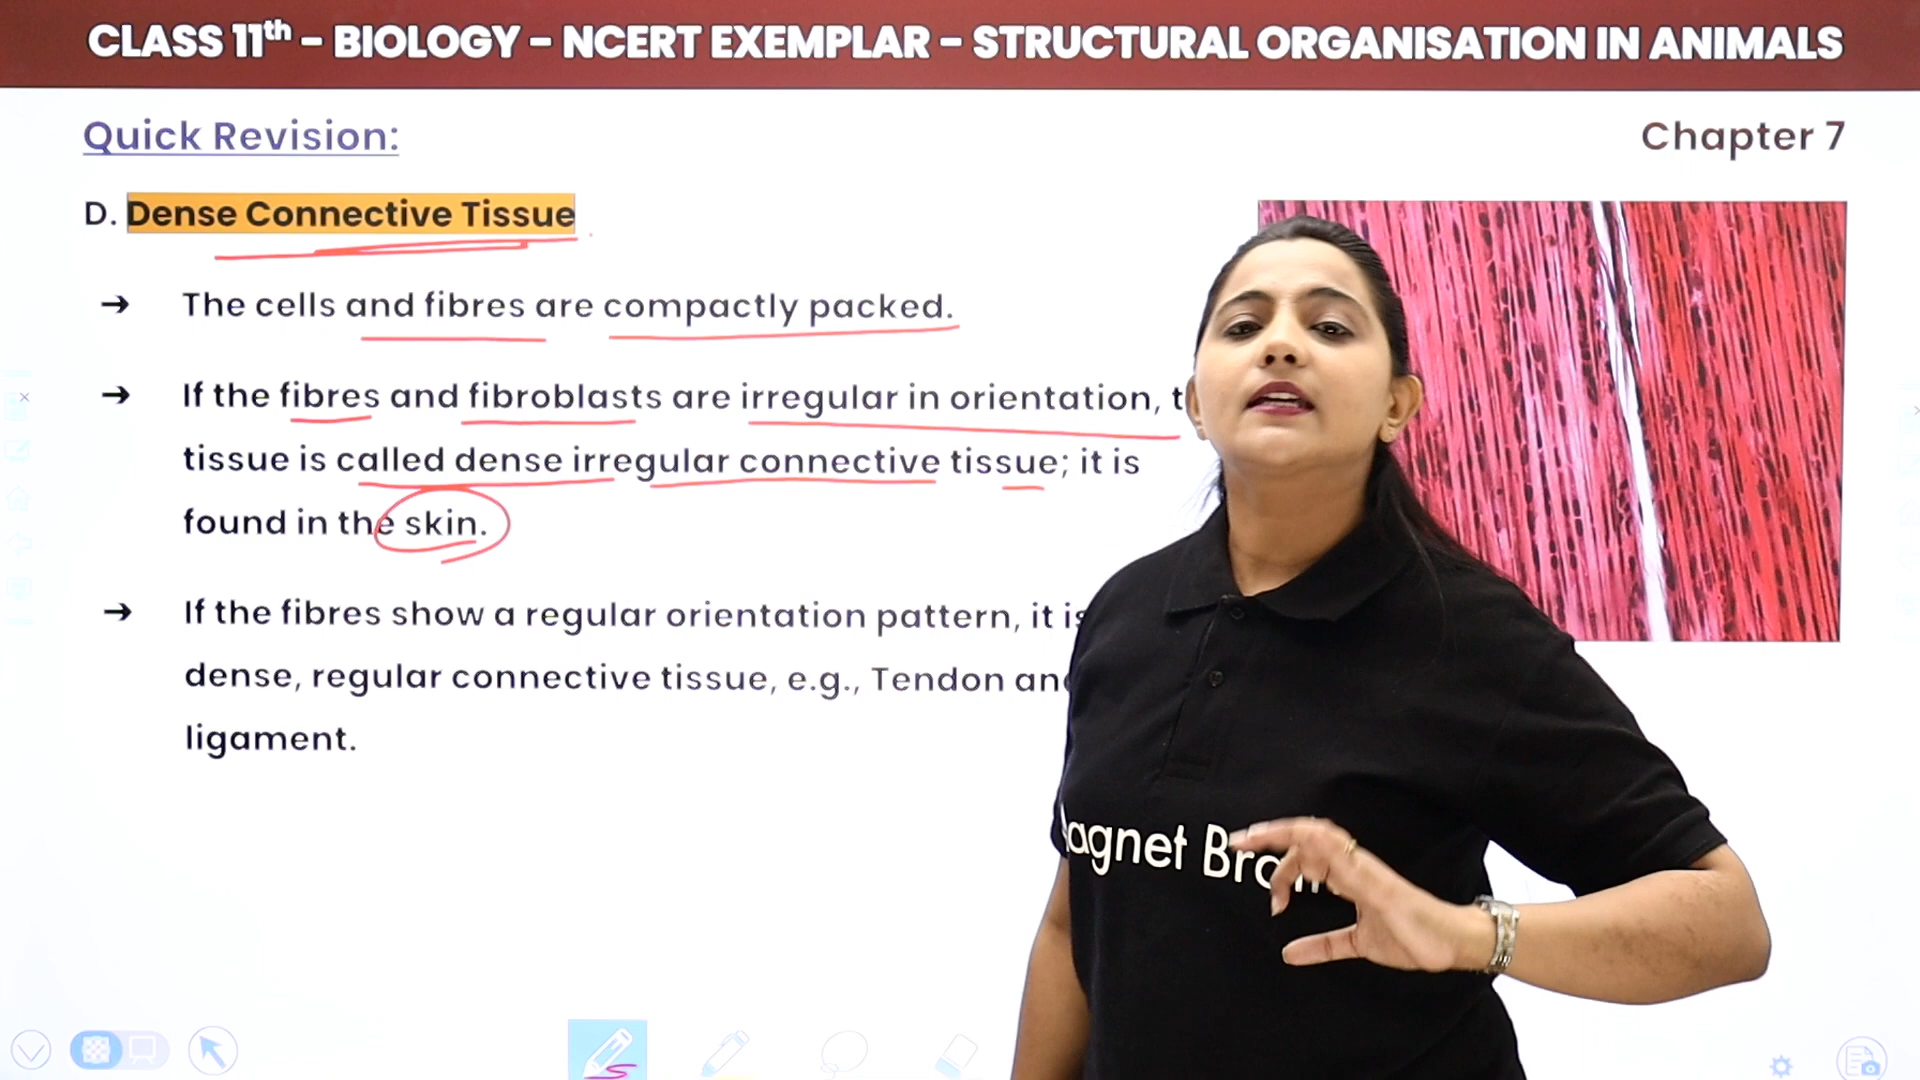 CLASS 11th - BIOLOGY - NCERT EXEMPLAR - STRUCTURAL ORGANISATION IN ANIMALS
Quick Revision:
Chapter 7
D. Dense Connective Tissue
→ The cells and fibres are compactly packed.
→ If the fibres and fibroblasts are irregular in orientation,
tissue is called dense irregular connective tissue; it is
found in the skin.
→ If the fibres show a regular orientation pattern, it is
dense, regular connective tissue, e.g., Tendon and
ligament.
agnet Bra